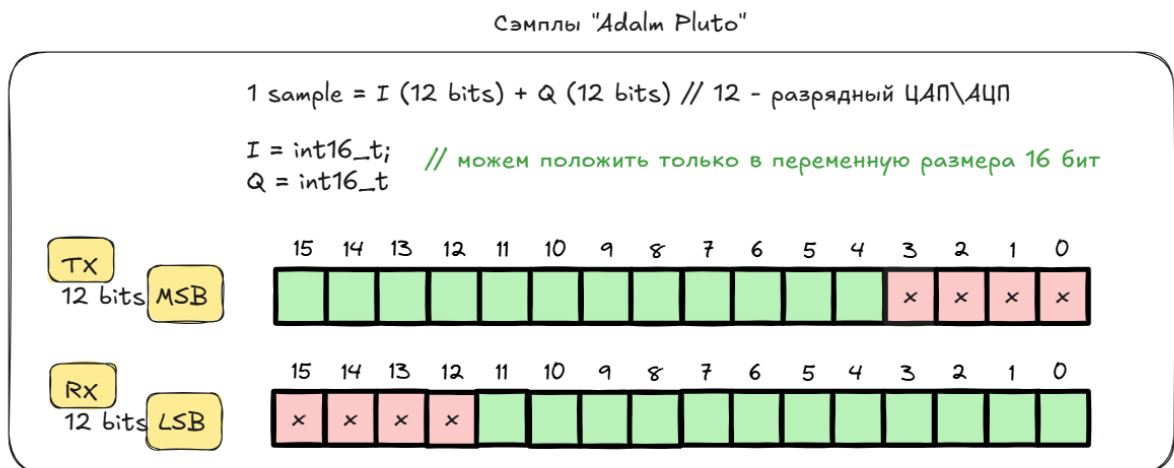 Сэмплы "Adalm Pluto"
1 sample = I (12 bits) + Q (12 bits) // 12 - разрядный ЦАП\АЦП
I = int16_t;
// можем положить только в переменную размера 16 бит
Q = int16_t
15 14 13 12 11 10 9 8 7 6 5 4 3 2 1 0
TX
12 bits MSB
x x x x
15 14 13 12 11 10 9 8 7 6 5 4 3 2 1 0
RX
12 bits LSB
x x x x